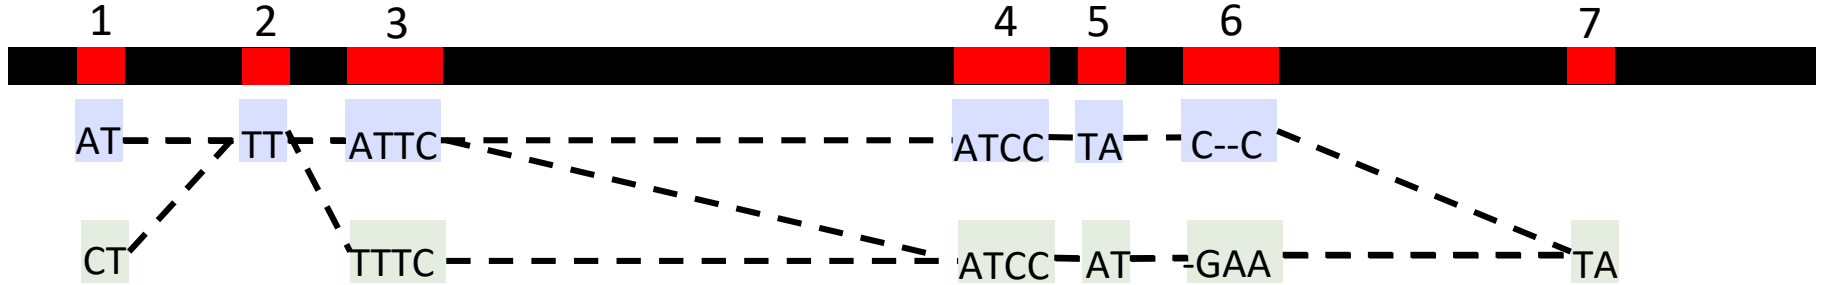 1 2 3 4 5 6 7
AT TT ATTC ATCC TA C--C
CT TTTC ATCC AT -GAA TA